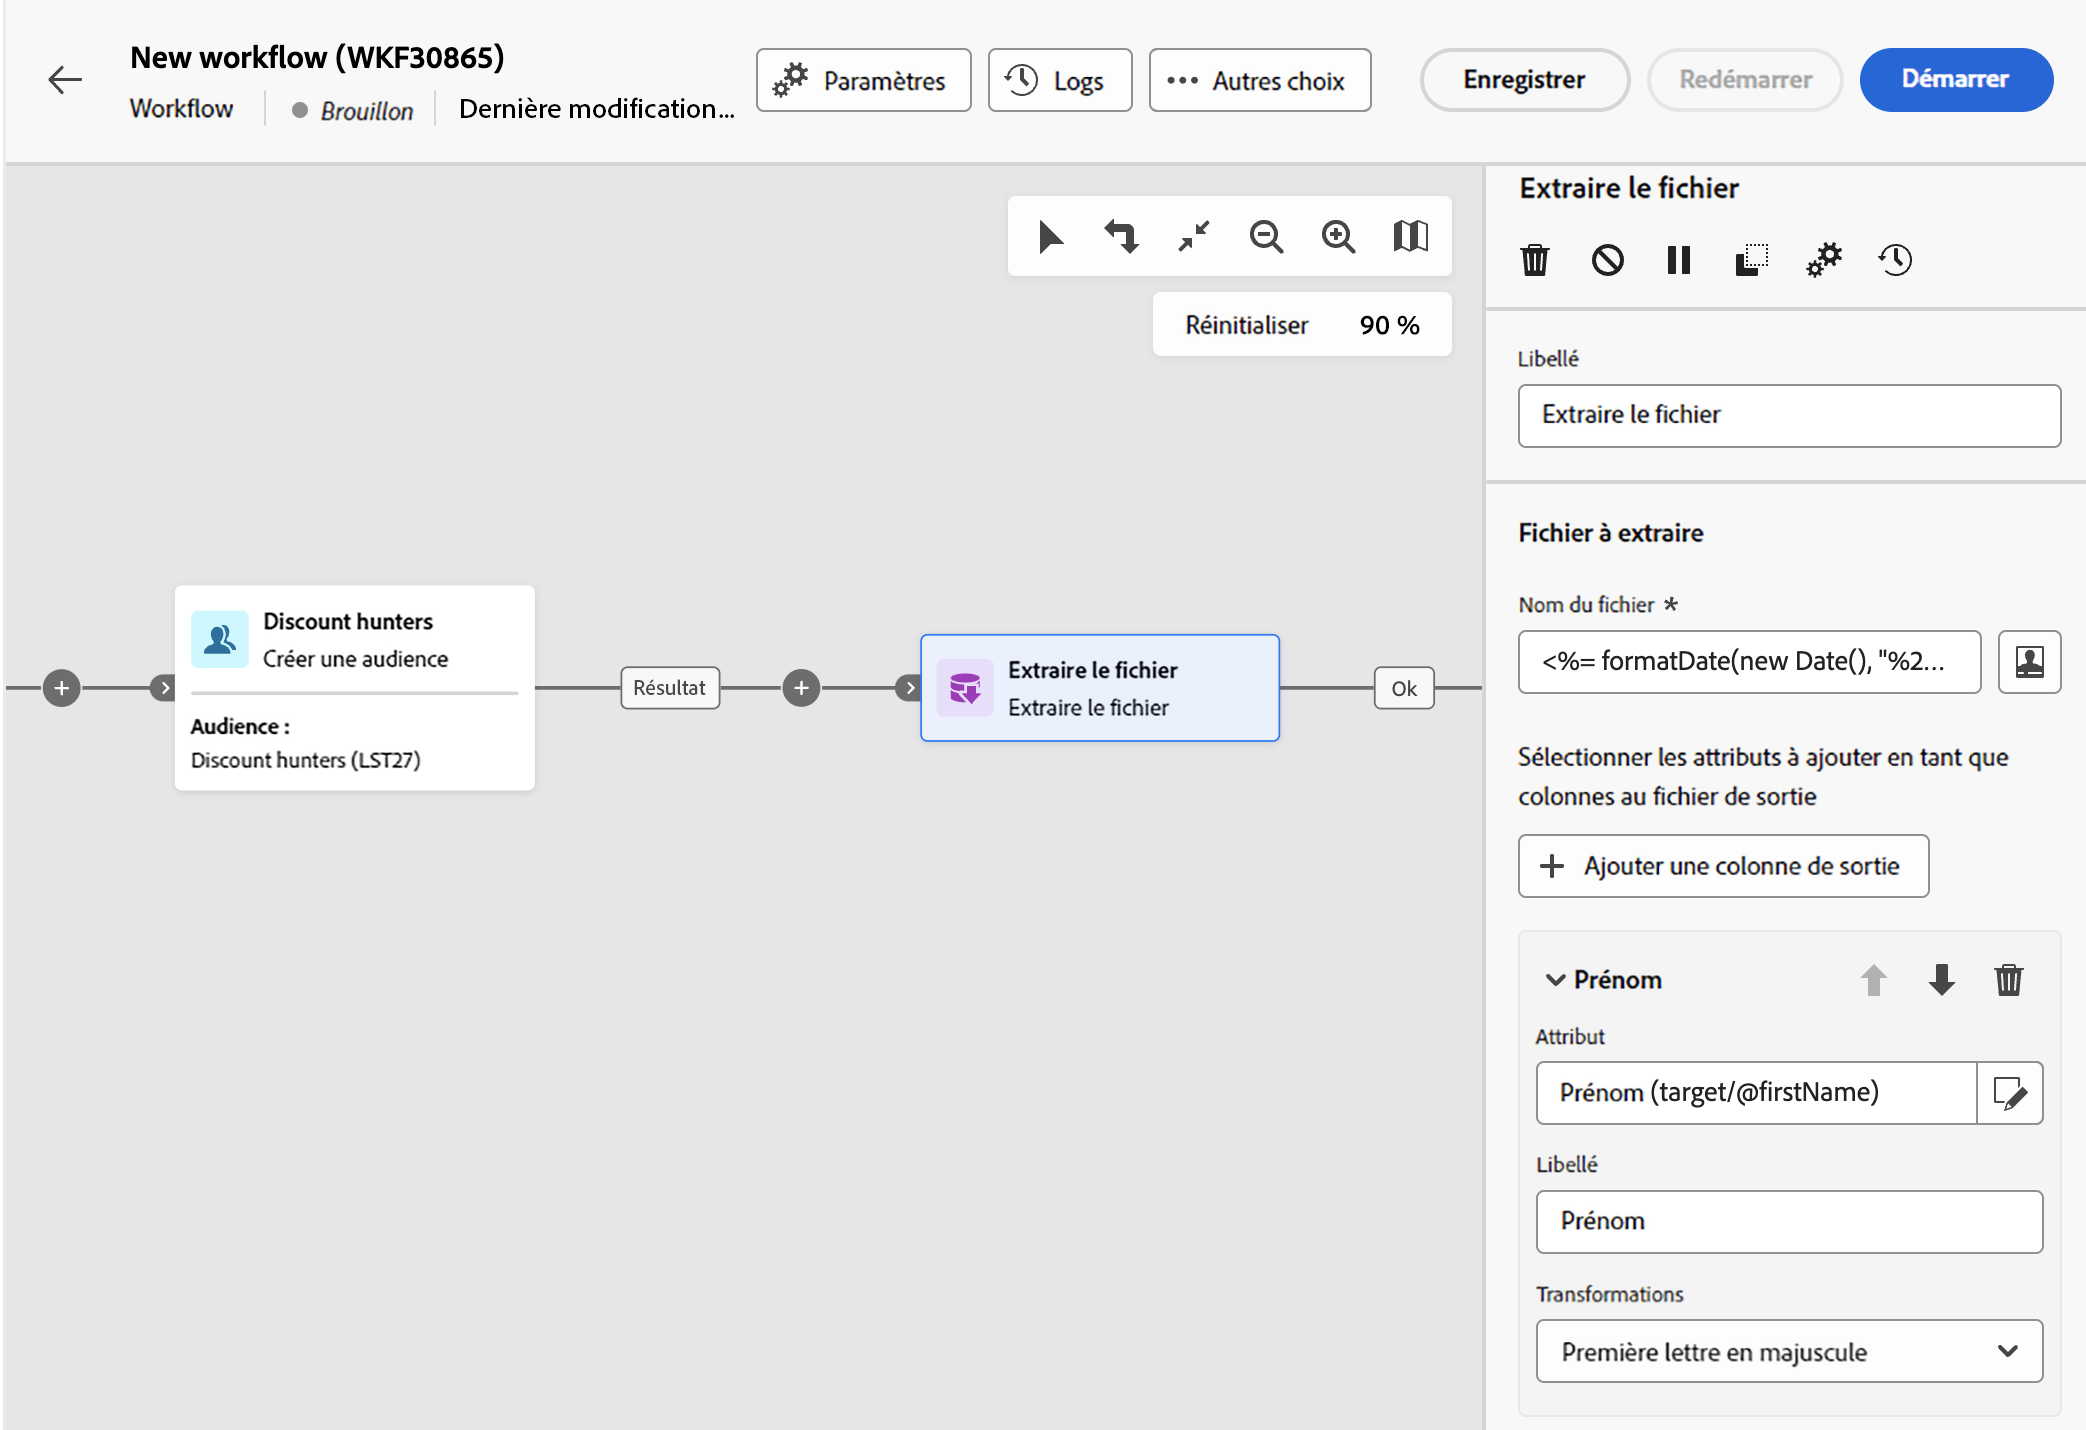 New workflow (WKF30865)
Workflow
Brouillon
Dernière modification...
Paramètres
Logs
Autres choix
Enregistrer
Redémarrer
Démarrer
Réinitialiser
90 %
Discount hunters
Créer une audience
Audience :
Discount hunters (LST27)
Résultat
Extraire le fichier
Extraire le fichier
Ok
Extraire le fichier
Libellé
Extraire le fichier
Fichier à extraire
Nom du fichier *
<%= formatDate(new Date(), "%2...
Sélectionner les attributs à ajouter en tant que
colonnes au fichier de sortie
Ajouter une colonne de sortie
Prénom
Attribut
Prénom (target/@firstName)
Libellé
Prénom
Transformations
Première lettre en majuscule